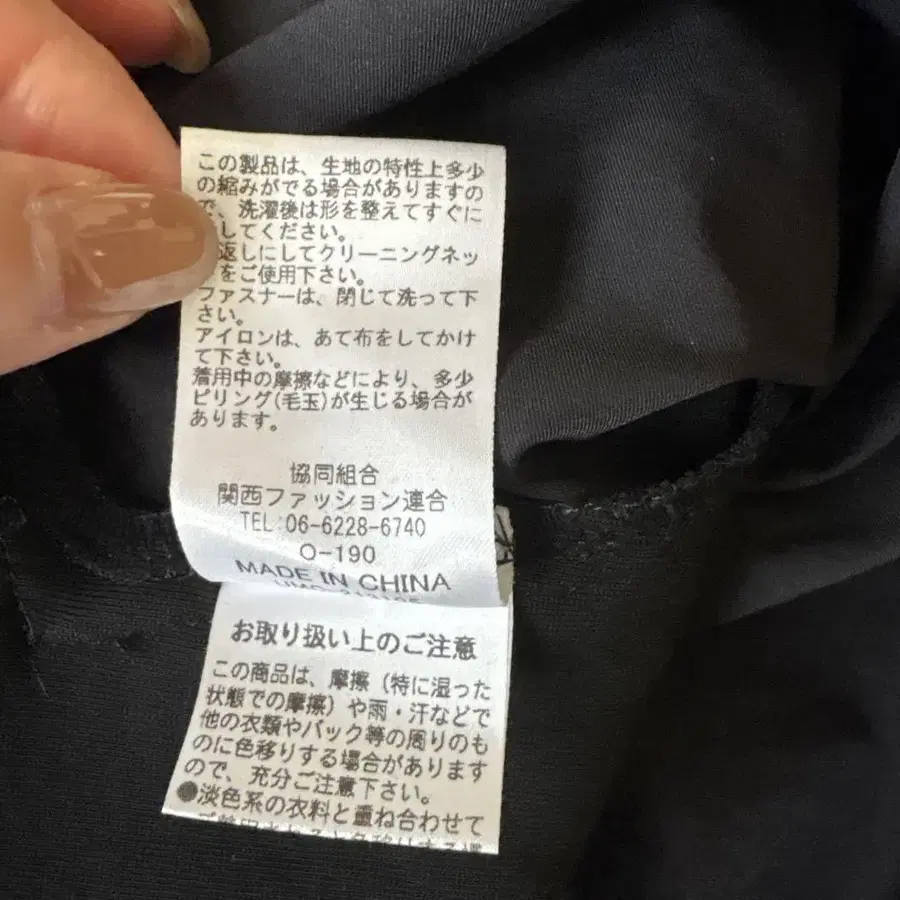 この製品は、生地の特性上多少
の縮みがでる場合がありますの
で、洗濯後は形を整えてすぐに
してください。
返しにしてクリーニングネッ
をご使用下さい。
ファスナーは、閉じて洗って下
さい。
アイロンは、あて布をしてかけ
て下さい。
着用中の摩擦などにより、多少
ピリング(毛玉)が生じる場合が
あります。
協同組合
関西ファッション連合
TEL:06-6228-6740
O-190
MADE IN CHINA
お取り扱い上のご注意
この商品は、摩擦（特に湿った
状態での摩擦）や雨・汗などで
他の衣類やバック等の周りのも
のに色移りする場合があります
ので、充分ご注意下さい。
●淡色系の衣料と重ね合わせて